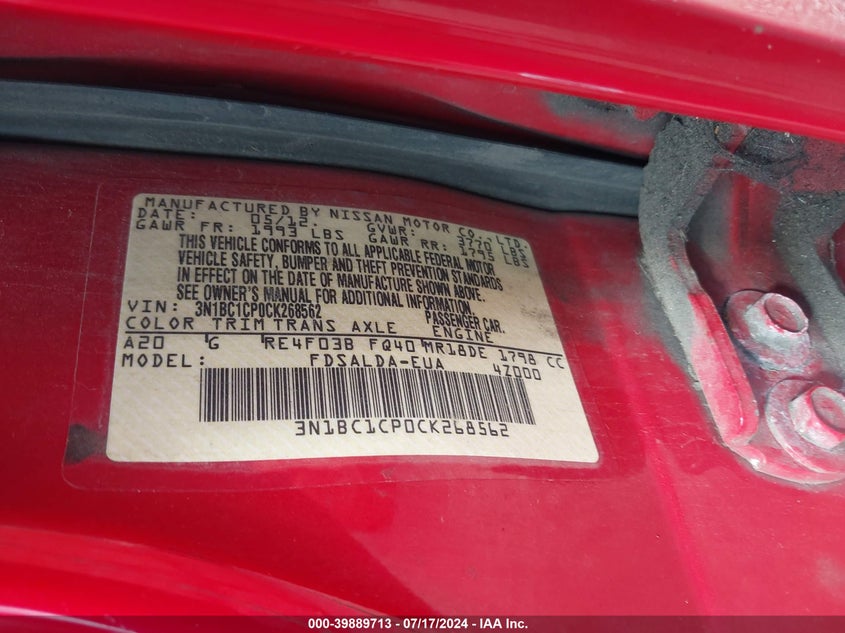 MANUFACTURED BY NISSAN MOTOR CO., LTD.
DATE: 05/12. GVWR: 3770 LBS
GAWR FR: 1993 LBS GAWR RR: 1795 LBS
THIS VEHICLE CONFORMS TO ALL APPLICABLE FEDERAL MOTOR
VEHICLE SAFETY, BUMPER AND THEFT PREVENTION STANDARDS
IN EFFECT ON THE DATE OF MANUFACTURE SHOWN ABOVE.
SEE OWNER'S MANUAL FOR ADDITIONAL INFORMATION.
VIN: 3N1BC1CP0CK268562 PASSENGER CAR.
COLOR TRIM TRANS AXLE ENGINE
A20 G RE4F03B FQ40 MR18DE 1798 CC
MODEL: FDSALDA-EUA 4Z000
3N1BC1CP0CK268562
000-39889713 - 07/17/2024 - IAA Inc.